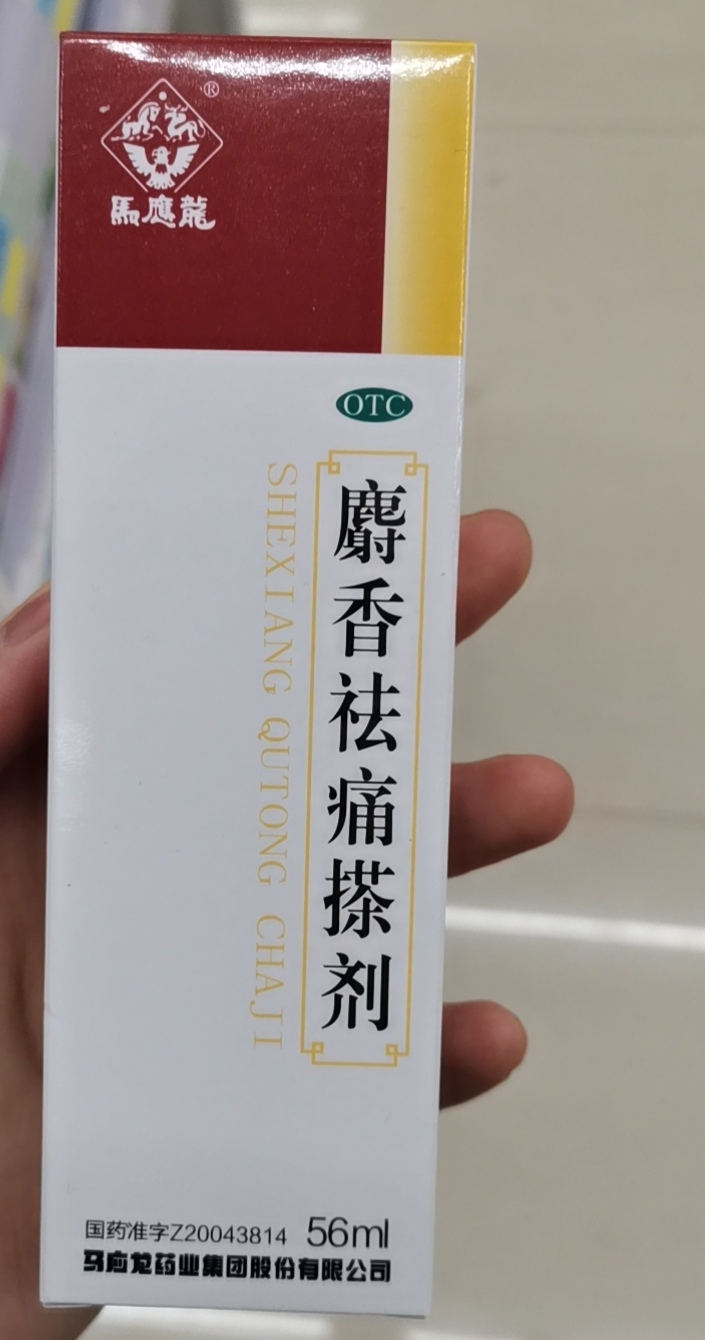 ®
馬應龍
OTC
麝香祛痛搽剂
SHEXIANG QUTONG CHAJI
国药准字Z20043814 56ml
马应龙药业集团股份有限公司